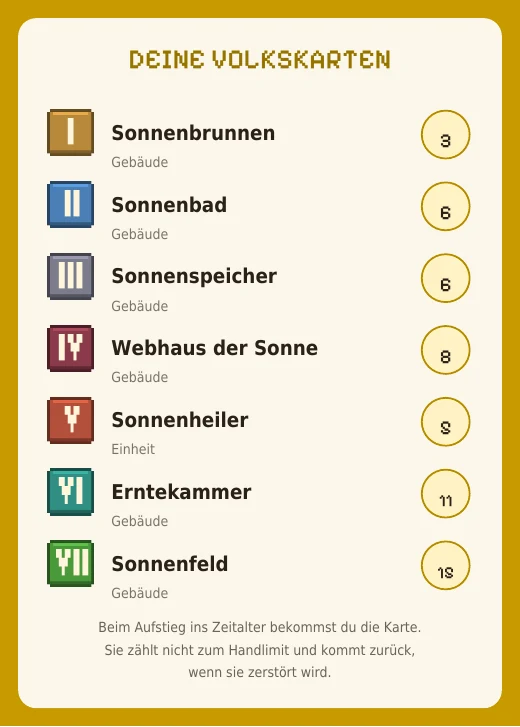 DEINE VOLKSKARTEN
I
Sonnenbrunnen
3
Gebäude
II
Sonnenbad
6
Gebäude
III
Sonnenspeicher
6
Gebäude
IV
Webhaus der Sonne
8
Gebäude
V
Sonnenheiler
Einheit
VI
Erntekammer
11
Gebäude
VII
Sonnenfeld
Gebäude
Beim Aufstieg ins Zeitalter bekommst du die Karte.
Sie zählt nicht zum Handlimit und kommt zurück,
wenn sie zerstört wird.